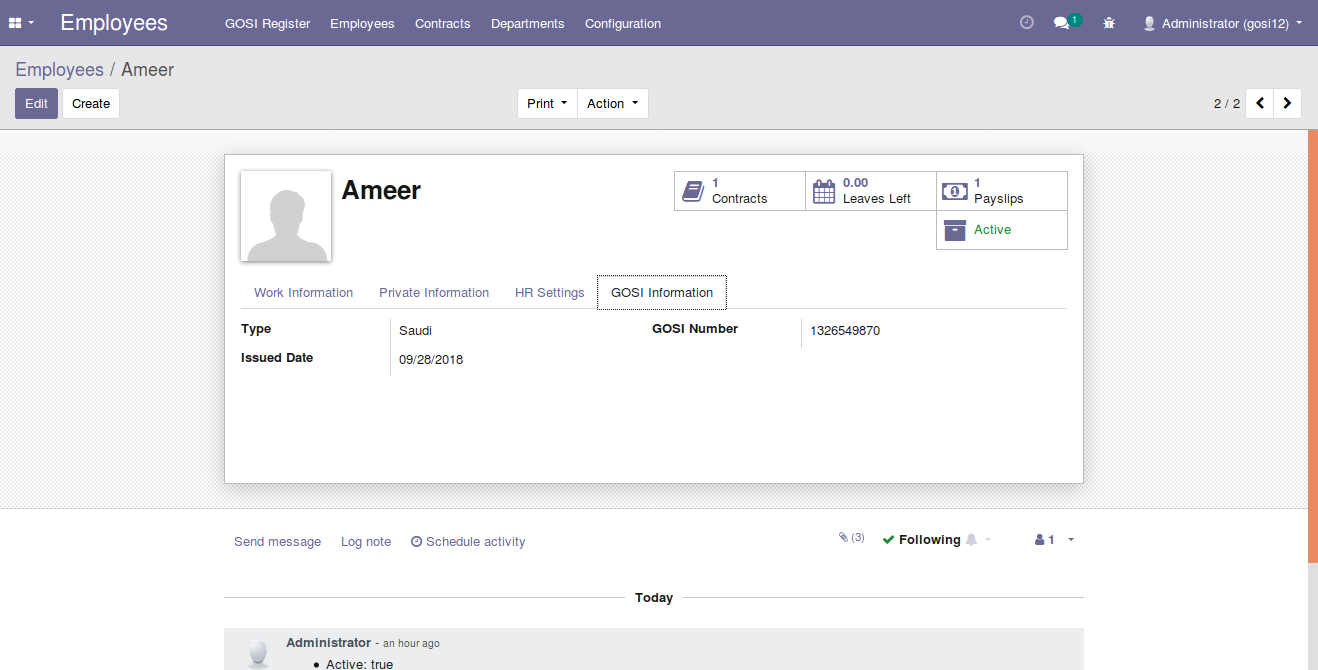 Employees GOSI Register Employees Contracts Departments Configuration 1 Administrator (gosi12)
Employees / Ameer
Edit Create Print Action 2 / 2
Ameer
1
Contracts
0.00
Leaves Left
1
Payslips
Active
Work Information Private Information HR Settings GOSI Information
Type Saudi GOSI Number 1326549870
Issued Date 09/28/2018
Send message Log note Schedule activity (3) Following 1
Today
Administrator - an hour ago
• Active: true